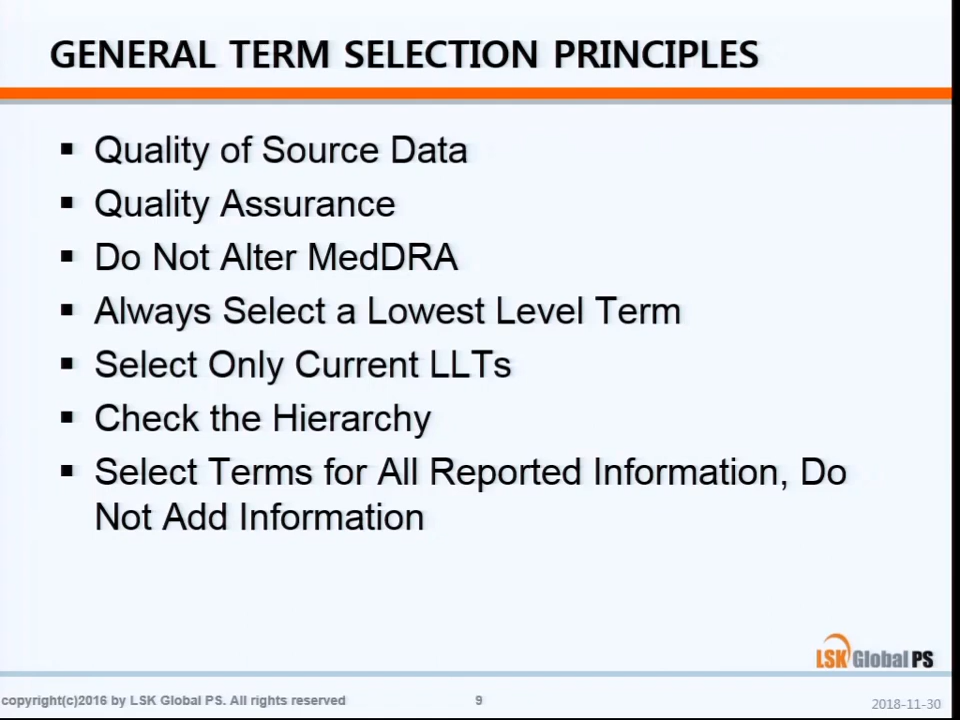 GENERAL TERM SELECTION PRINCIPLES
▪ Quality of Source Data
▪ Quality Assurance
▪ Do Not Alter MedDRA
▪ Always Select a Lowest Level Term
▪ Select Only Current LLTs
▪ Check the Hierarchy
▪ Select Terms for All Reported Information, Do
Not Add Information
LSK Global PS
copyright(c)2016 by LSK Global PS. All rights reserved
9
2018-11-30